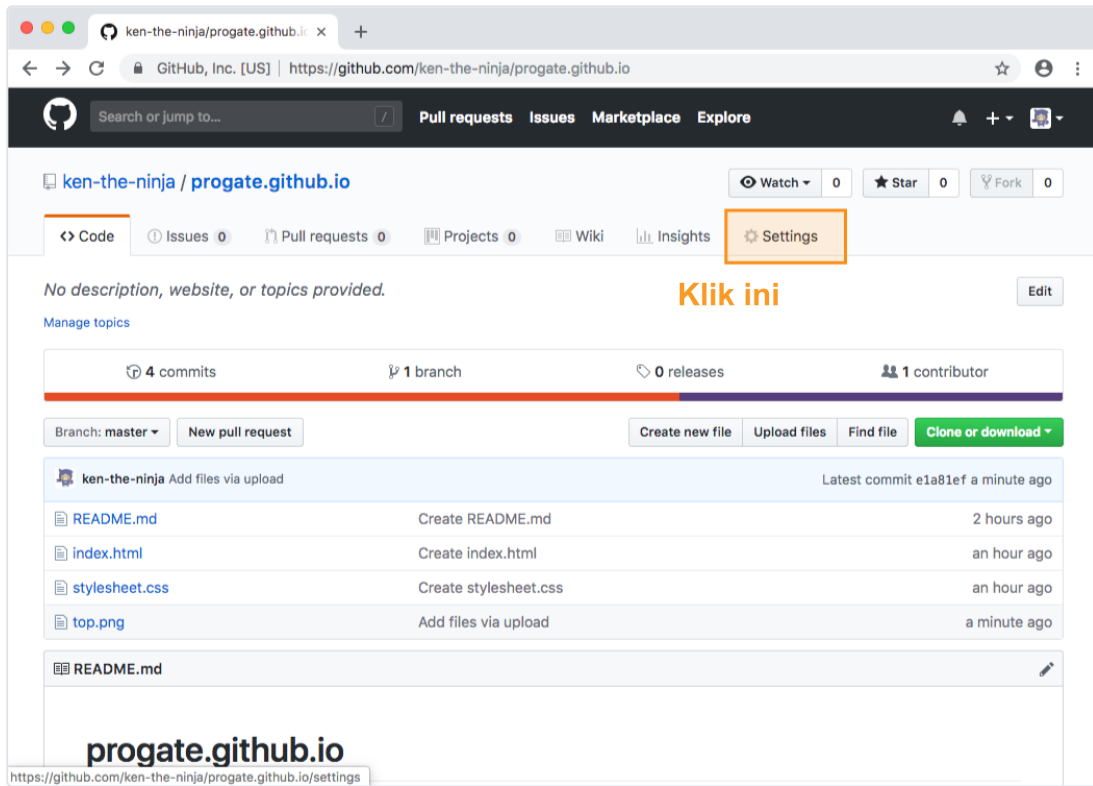 ken-the-ninja/progate.github.io
GitHub, Inc. [US] | https://github.com/ken-the-ninja/progate.github.io
Search or jump to... / Pull requests Issues Marketplace Explore
ken-the-ninja / progate.github.io Watch 0 Star 0 Fork 0
Code Issues 0 Pull requests 0 Projects 0 Wiki Insights Settings
No description, website, or topics provided. Klik ini Edit
Manage topics
4 commits 1 branch 0 releases 1 contributor
Branch: master New pull request Create new file Upload files Find file Clone or download
ken-the-ninja Add files via upload Latest commit e1a81ef a minute ago
README.md Create README.md 2 hours ago
index.html Create index.html an hour ago
stylesheet.css Create stylesheet.css an hour ago
top.png Add files via upload a minute ago
README.md
progate.github.io
https://github.com/ken-the-ninja/progate.github.io/settings